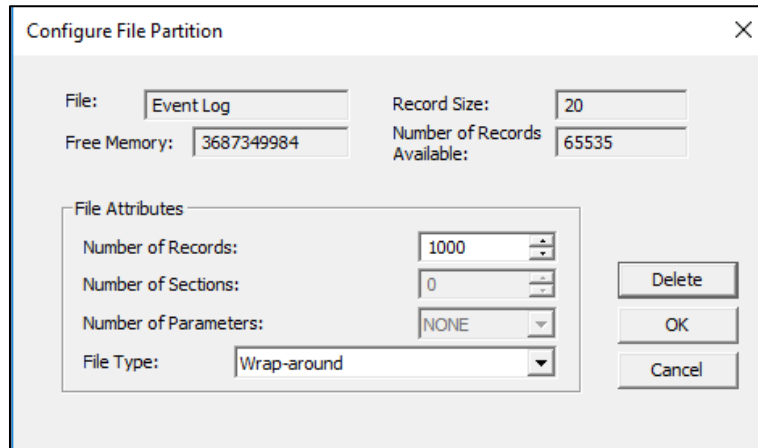 Configure File Partition
File: Event Log
Record Size: 20
Free Memory: 3687349984
Number of Records Available: 65535
File Attributes
Number of Records: 1000
Number of Sections: 0
Number of Parameters: NONE
File Type: Wrap-around
Delete
OK
Cancel